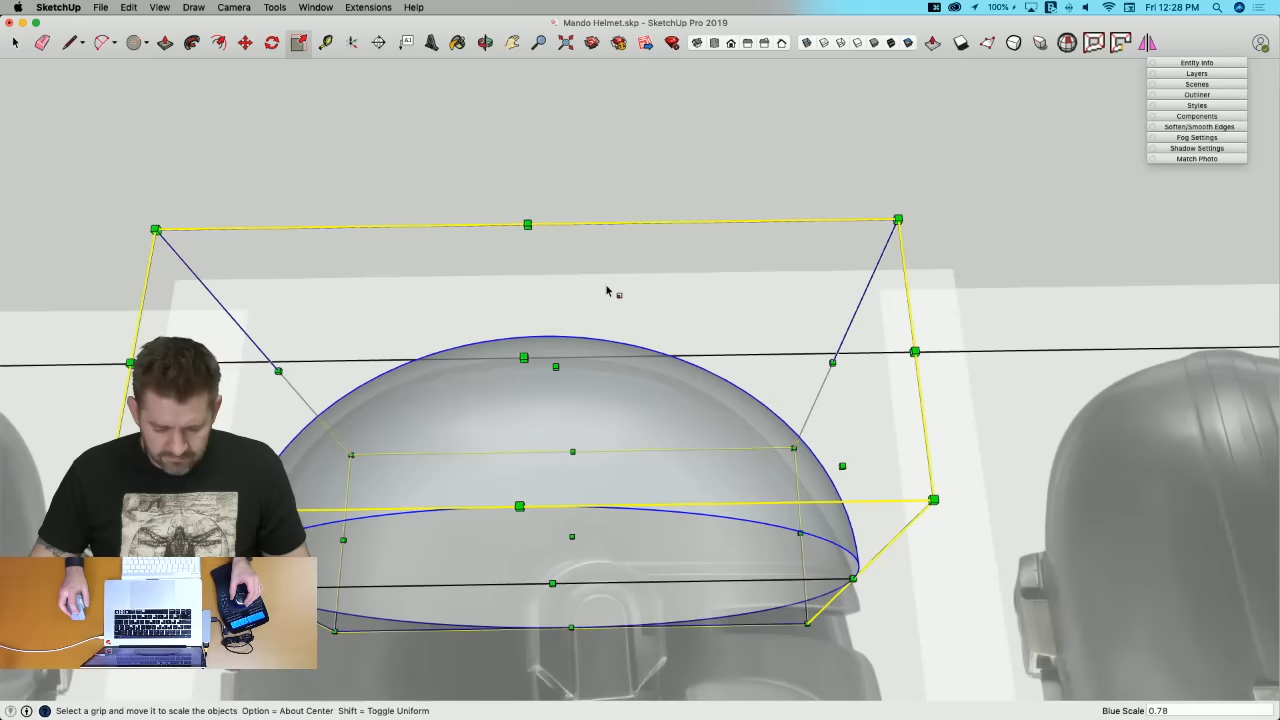 SketchUp File Edit View Camera Draw Tools Window Extensions Help
100% Fri 12:28 PM
Mando Helmet.skp - SketchUp Pro 2019
Entity Info
Layers
Scenes
Outliner
Styles
Components
Soften/Smooth Edges
Fog Settings
Shadow Settings
Match Photo
Select a grip and move it to scale the objects Option = About Center Shift = Toggle Uniform
Blue Scale 0.78